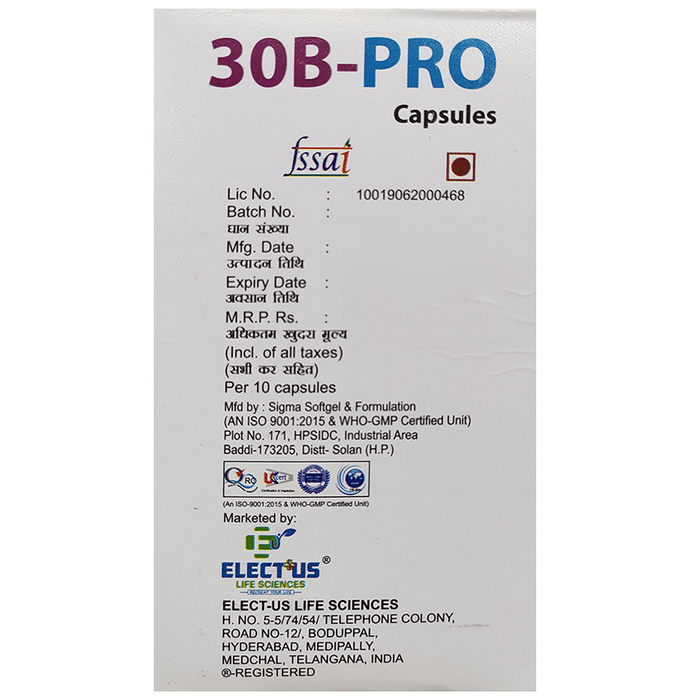 30B-PRO
Capsules
fssai
Lic No. : 10019062000468
Batch No. :
घान संख्या
Mfg. Date :
उत्पादन तिथि
Expiry Date :
अवसान तिथि
M.R.P. Rs. :
अधिकतम खुदरा मूल्य
(Incl. of all taxes)
(सभी कर सहित)
Per 10 capsules
Mfd by : Sigma Softgel & Formulation
(AN ISO 9001:2015 & WHO-GMP Certified Unit)
Plot No. 171, HPSIDC, Industrial Area
Baddi-173205, Distt- Solan (H.P.)
(An ISO-9001:2015 & WHO-GMP Certified Unit)
Marketed by:
ELECT US ®
LIFE SCIENCES
RECREAT YOUR LIFE
ELECT-US LIFE SCIENCES
H. NO. 5-5/74/54/ TELEPHONE COLONY,
ROAD NO-12/, BODUPPAL,
HYDERABAD, MEDIPALLY,
MEDCHAL, TELANGANA, INDIA
®-REGISTERED